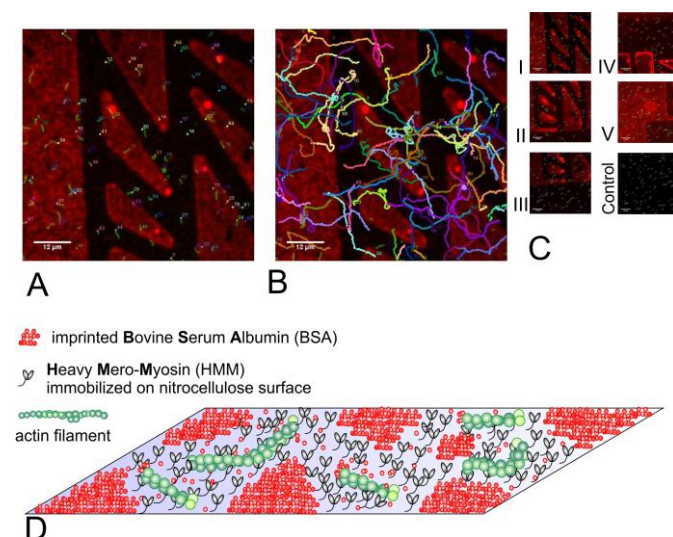 12 µm
A
12 µm
B
I
II
III
IV
V
Control
C
imprinted Bovine Serum Albumin (BSA)
Heavy Mero-Myosin (HMM)
immobilized on nitrocellulose surface
actin filament
D